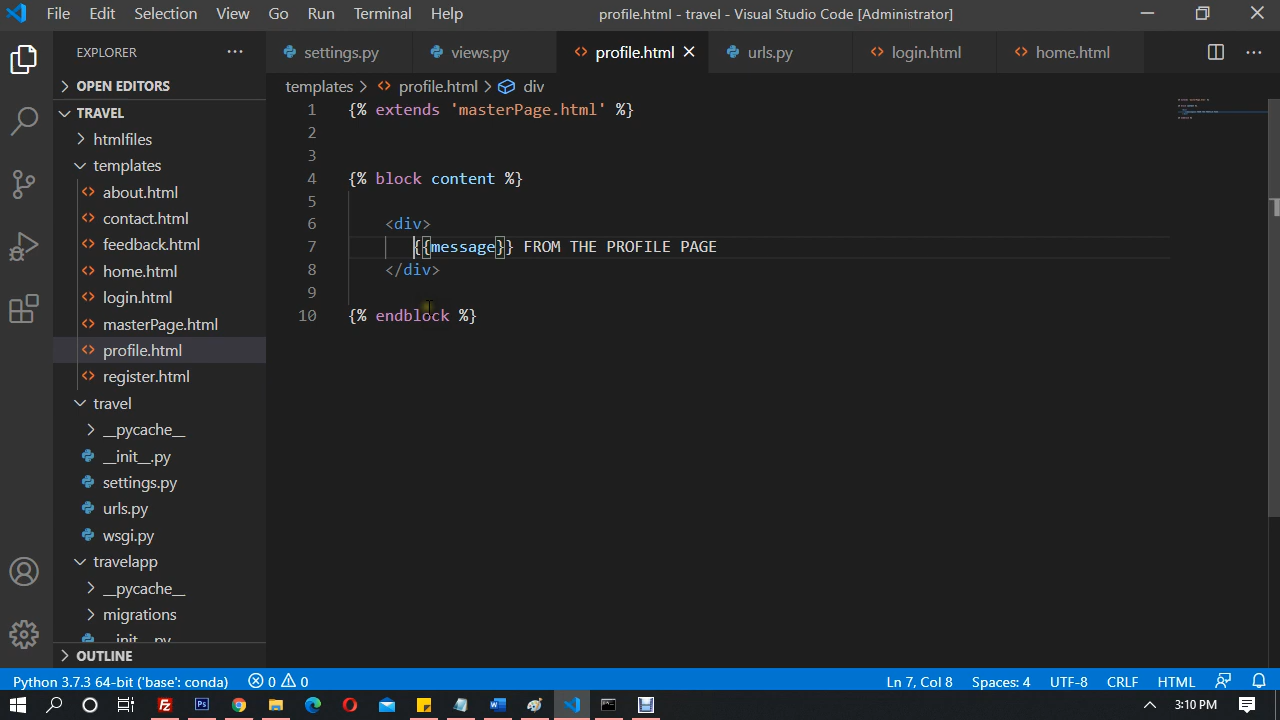 File Edit Selection View Go Run Terminal Help profile.html - travel - Visual Studio Code [Administrator]
EXPLORER
settings.py views.py profile.html urls.py login.html home.html
OPEN EDITORS
templates > profile.html > div
TRAVEL
htmlfiles
templates
about.html
contact.html
feedback.html
home.html
login.html
masterPage.html
profile.html
register.html
travel
__pycache__
__init__.py
settings.py
urls.py
wsgi.py
travelapp
__pycache__
migrations
__init__.py
OUTLINE
1 {% extends 'masterPage.html' %}
2
3
4 {% block content %}
5
6 <div>
7 {{message}} FROM THE PROFILE PAGE
8 </div>
9
10 {% endblock %}
Python 3.7.3 64-bit ('base': conda) 0 0 Ln 7, Col 8 Spaces: 4 UTF-8 CRLF HTML
3:10 PM